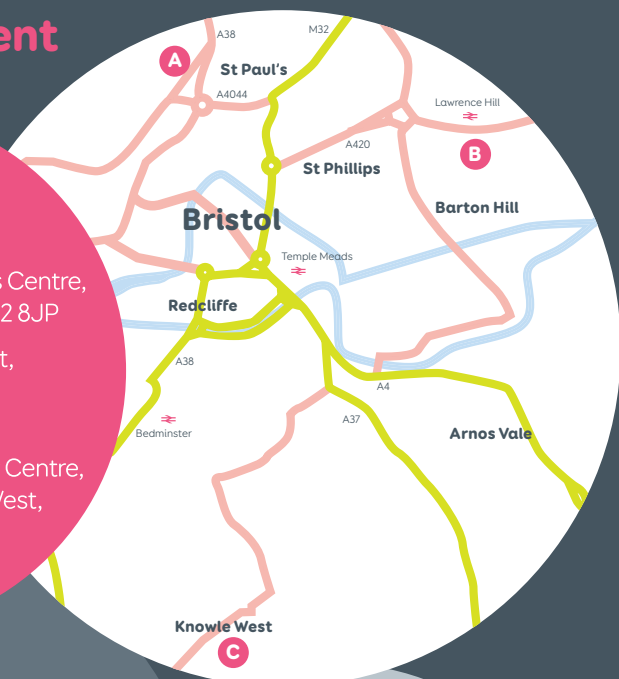 ent
s Centre,
2 8JP
t,
Centre,
est,
A38
M32
A
St Paul's
A4044
Lawrence Hill
A420
B
St Phillips
Barton Hill
Bristol
Temple Meads
Redcliffe
A38
A4
A37
Bedminster
Arnos Vale
Knowle West
C